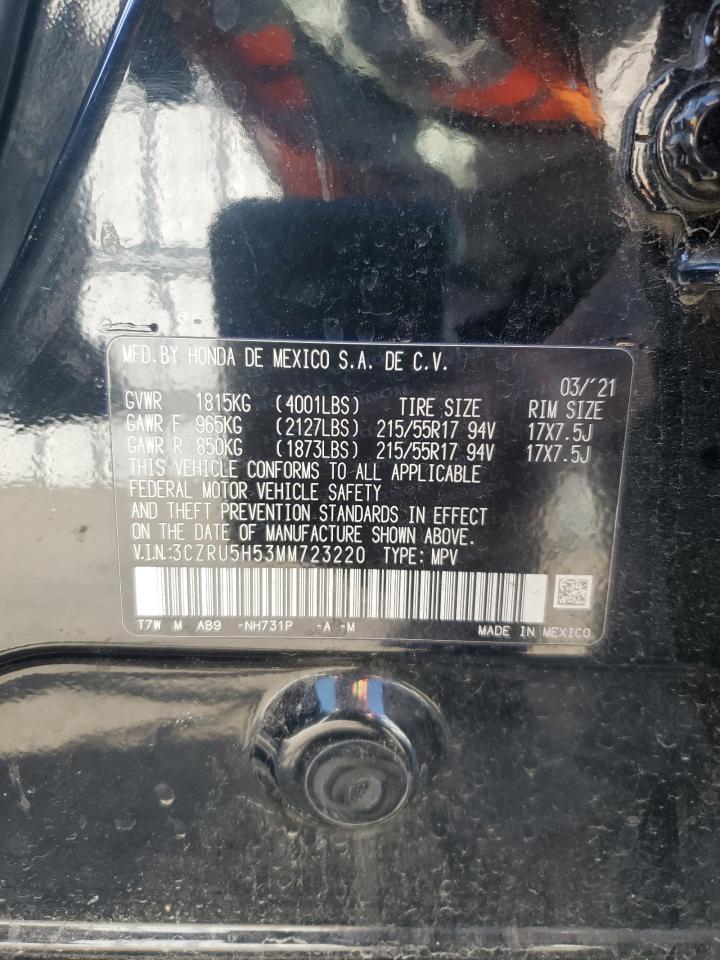 MFD.BY HONDA DE MEXICO S.A. DE C.V.
03/'21
GVWR 1815KG (4001LBS) TIRE SIZE RIM SIZE
GAWR F 965KG (2127LBS) 215/55R17 94V 17X7.5J
GAWR R 850KG (1873LBS) 215/55R17 94V 17X7.5J
THIS VEHICLE CONFORMS TO ALL APPLICABLE
FEDERAL MOTOR VEHICLE SAFETY
AND THEFT PREVENTION STANDARDS IN EFFECT
ON THE DATE OF MANUFACTURE SHOWN ABOVE.
V.I.N.:3CZRU5H53MM723220 TYPE: MPV
T7W M AB9 -NH731P -A -M MADE IN MEXICO